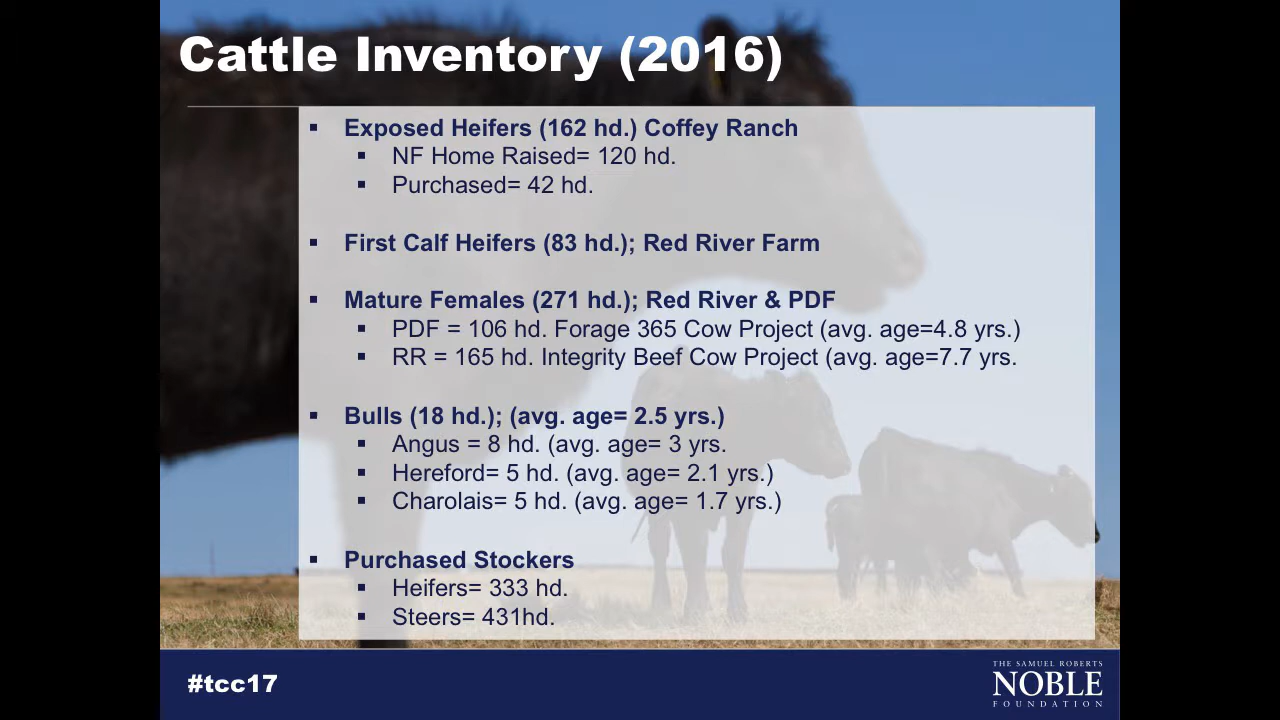 Cattle Inventory (2016)
▪ Exposed Heifers (162 hd.) Coffey Ranch
▪ NF Home Raised= 120 hd.
▪ Purchased= 42 hd.
▪ First Calf Heifers (83 hd.); Red River Farm
▪ Mature Females (271 hd.); Red River & PDF
▪ PDF = 106 hd. Forage 365 Cow Project (avg. age=4.8 yrs.)
▪ RR = 165 hd. Integrity Beef Cow Project (avg. age=7.7 yrs.
▪ Bulls (18 hd.); (avg. age= 2.5 yrs.)
▪ Angus = 8 hd. (avg. age= 3 yrs.
▪ Hereford= 5 hd. (avg. age= 2.1 yrs.)
▪ Charolais= 5 hd. (avg. age= 1.7 yrs.)
▪ Purchased Stockers
▪ Heifers= 333 hd.
▪ Steers= 431hd.
#tcc17
THE SAMUEL ROBERTS
NOBLE
FOUNDATION